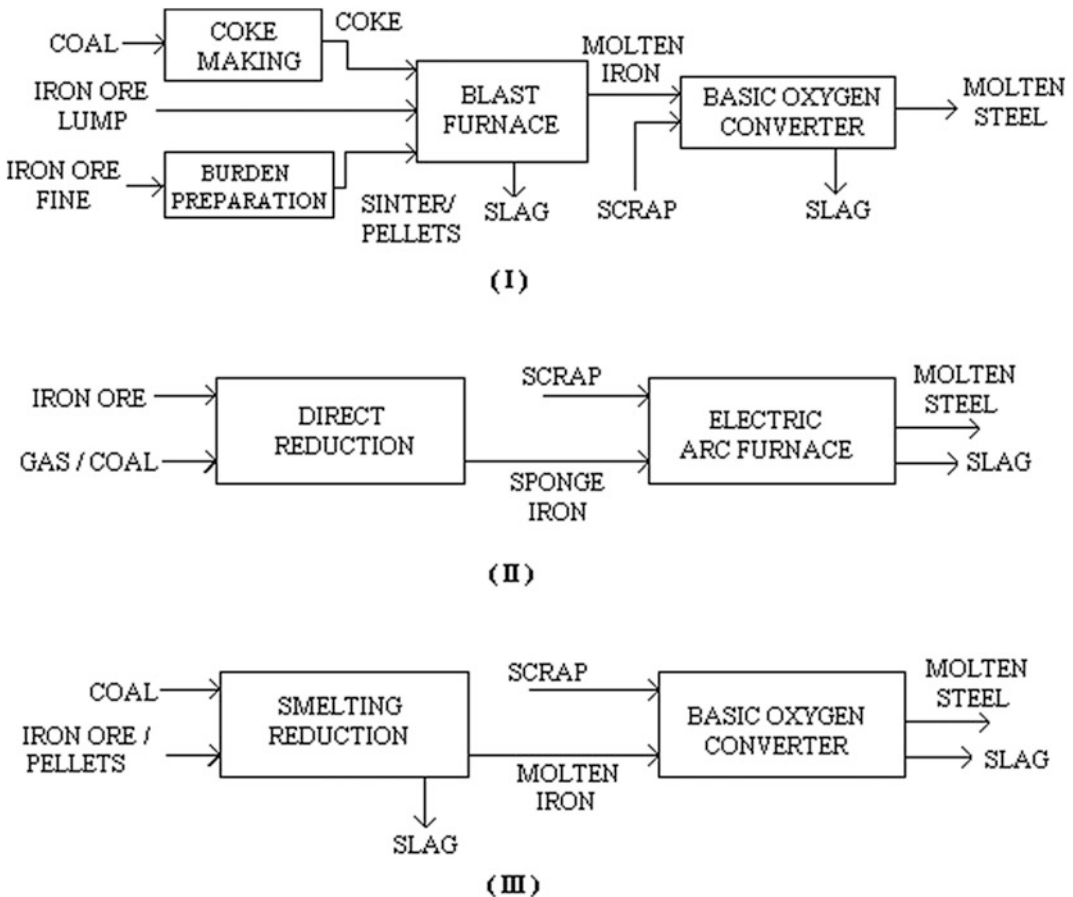 COAL
COKE
MAKING
COKE
IRON ORE
LUMP
IRON ORE
FINE
BURDEN
PREPARATION
SINTER/
PELLETS
BLAST
FURNACE
SLAG
MOLTEN
IRON
SCRAP
BASIC OXYGEN
CONVERTER
SLAG
MOLTEN
STEEL
(I)
IRON ORE
GAS / COAL
DIRECT
REDUCTION
SCRAP
SPONGE
IRON
ELECTRIC
ARC FURNACE
MOLTEN
STEEL
SLAG
(II)
COAL
IRON ORE /
PELLETS
SMELTING
REDUCTION
SLAG
SCRAP
MOLTEN
IRON
BASIC OXYGEN
CONVERTER
MOLTEN
STEEL
SLAG
(III)